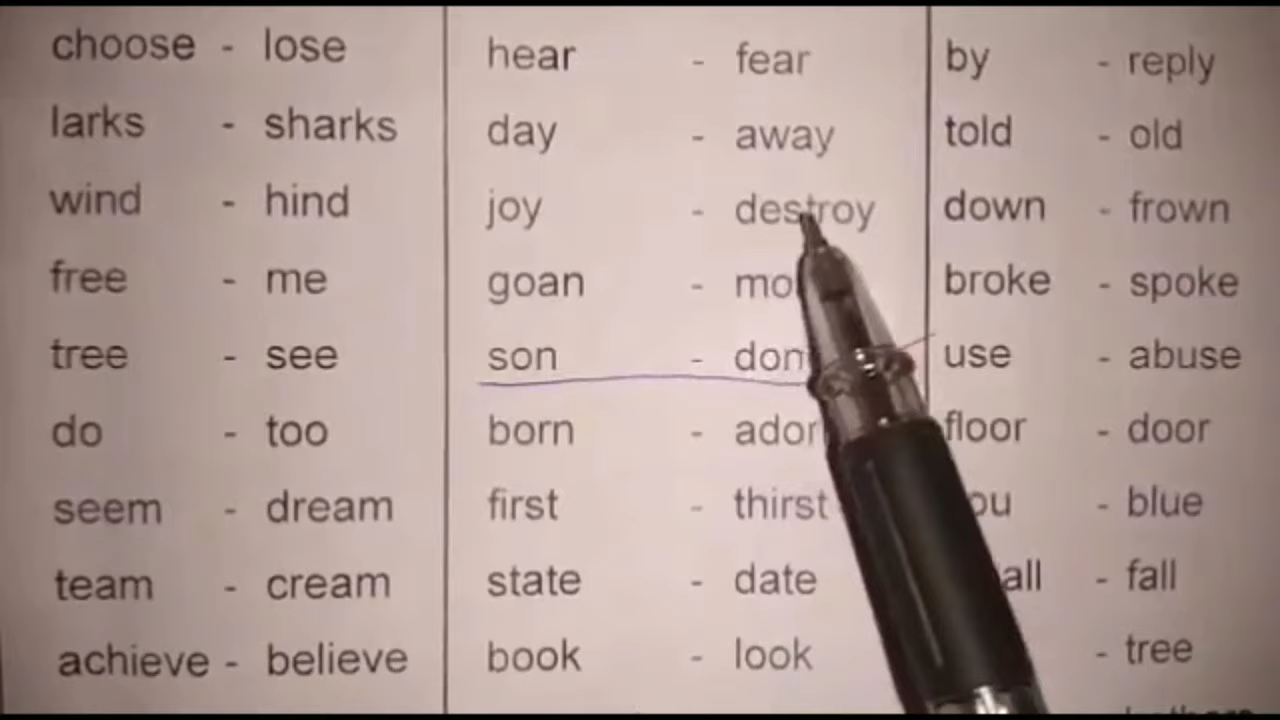 choose - lose
larks - sharks
wind - hind
free - me
tree - see
do - too
seem - dream
team - cream
achieve - believe
hear - fear
day - away
joy - destroy
goan -
son -
born -
first - thirst
state - date
book - look
by - reply
told - old
down - frown
broke - spoke
use - abuse
floor - door
- blue
- fall
- tree